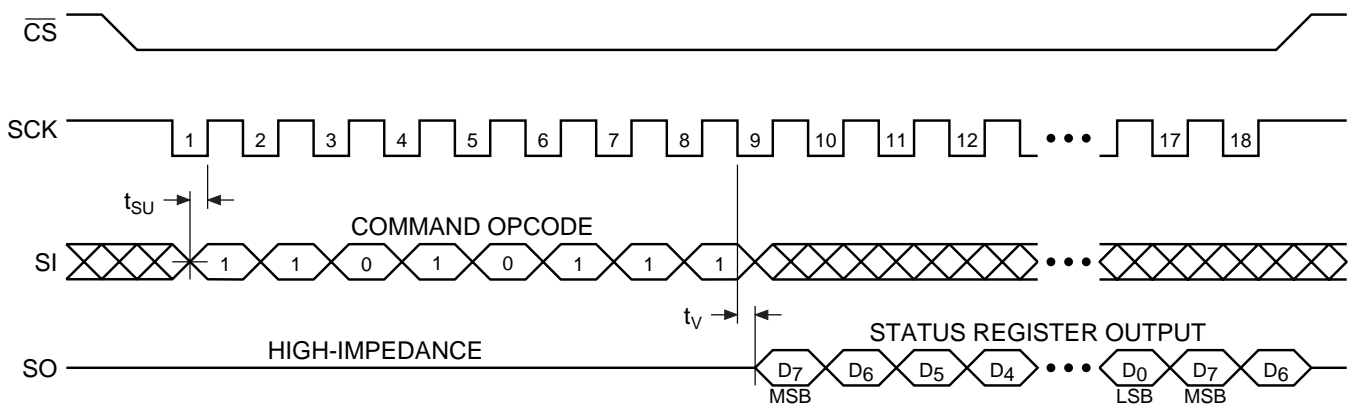 CS
SCK 1 2 3 4 5 6 7 8 9 10 11 12 • • • 17 18
tSU
COMMAND OPCODE
SI 1 1 0 1 0 1 1 1 • • •
tV
STATUS REGISTER OUTPUT
HIGH-IMPEDANCE
SO D7 D6 D5 D4 • • • D0 D7 D6
MSB LSB MSB